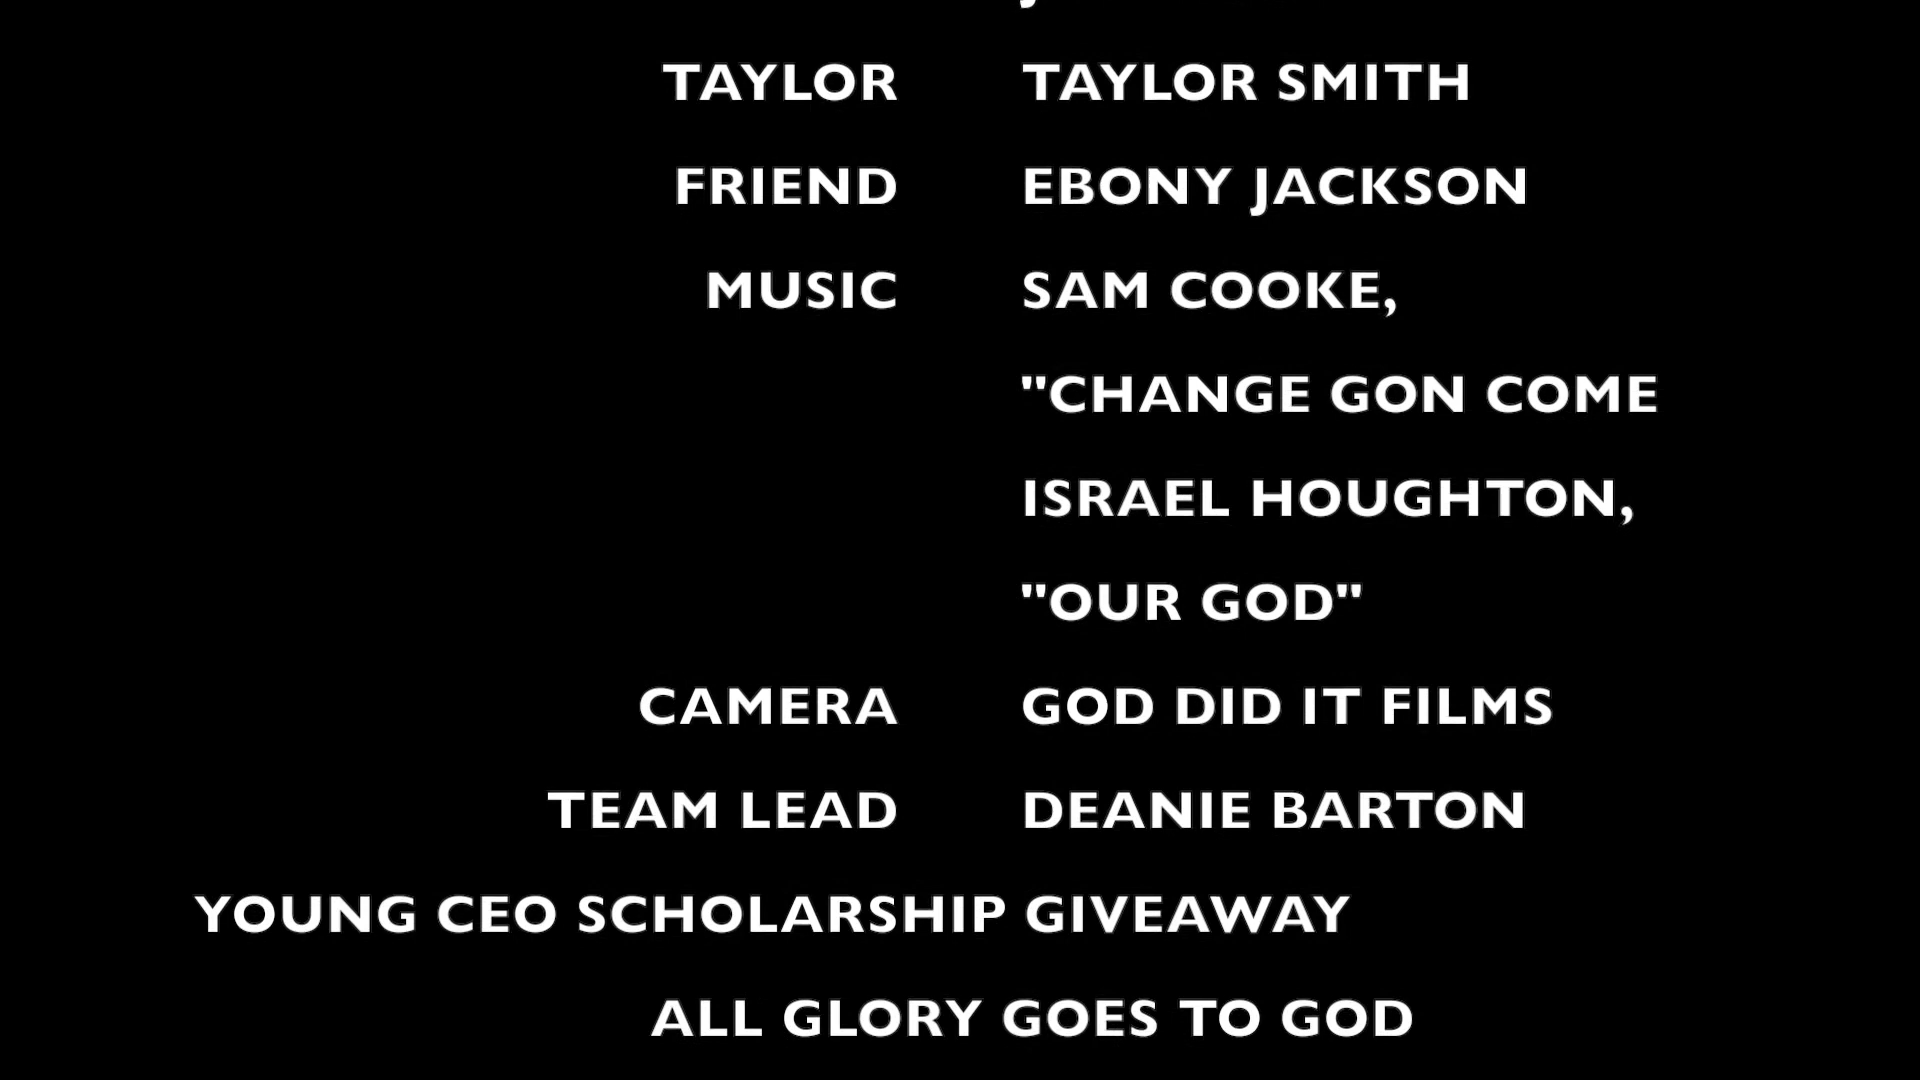 TAYLOR TAYLOR SMITH
FRIEND EBONY JACKSON
MUSIC SAM COOKE,
"CHANGE GON COME
ISRAEL HOUGHTON,
"OUR GOD"
CAMERA GOD DID IT FILMS
TEAM LEAD DEANIE BARTON
YOUNG CEO SCHOLARSHIP GIVEAWAY
ALL GLORY GOES TO GOD